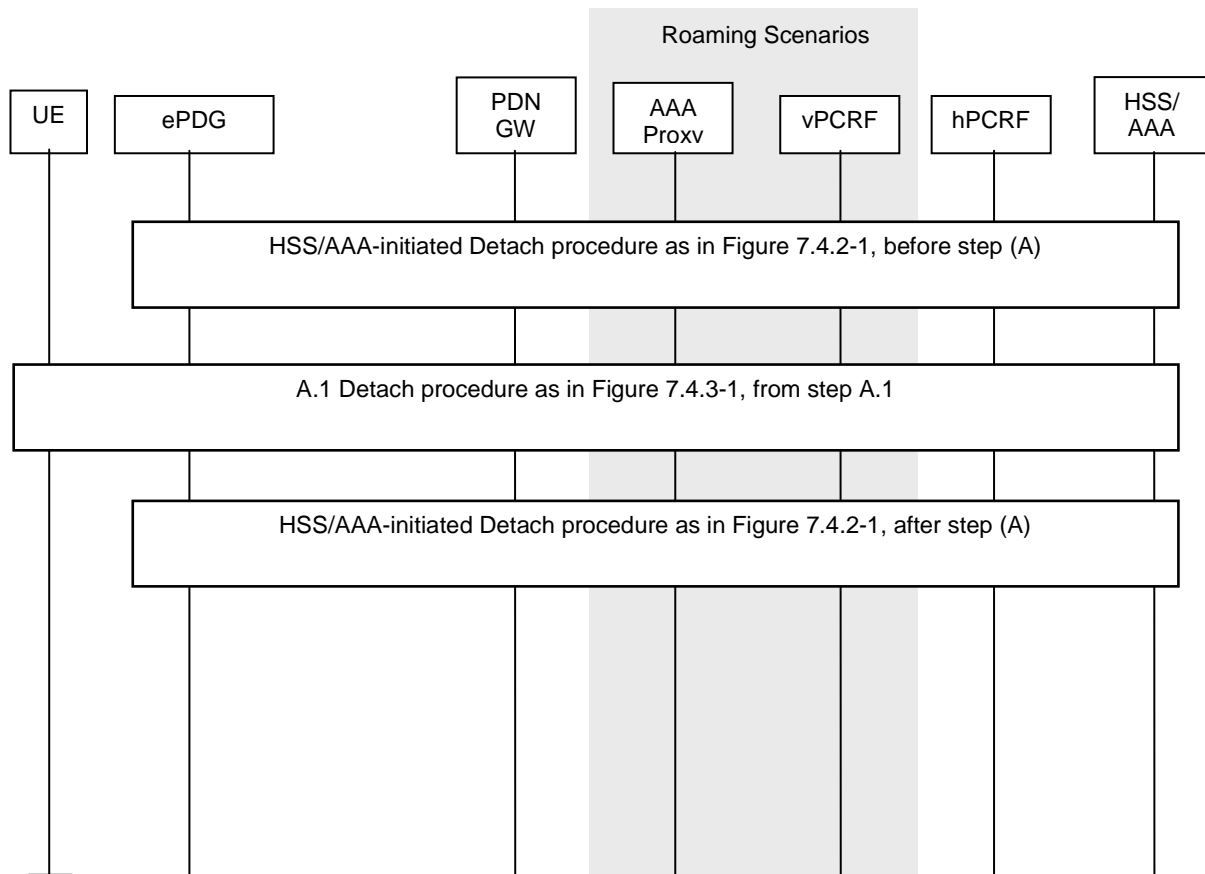 Roaming Scenarios
UE
ePDG
PDN
GW
AAA
Proxv
vPCRF
hPCRF
HSS/
AAA
HSS/AAA-initiated Detach procedure as in Figure 7.4.2-1, before step (A)
A.1 Detach procedure as in Figure 7.4.3-1, from step A.1
HSS/AAA-initiated Detach procedure as in Figure 7.4.2-1, after step (A)